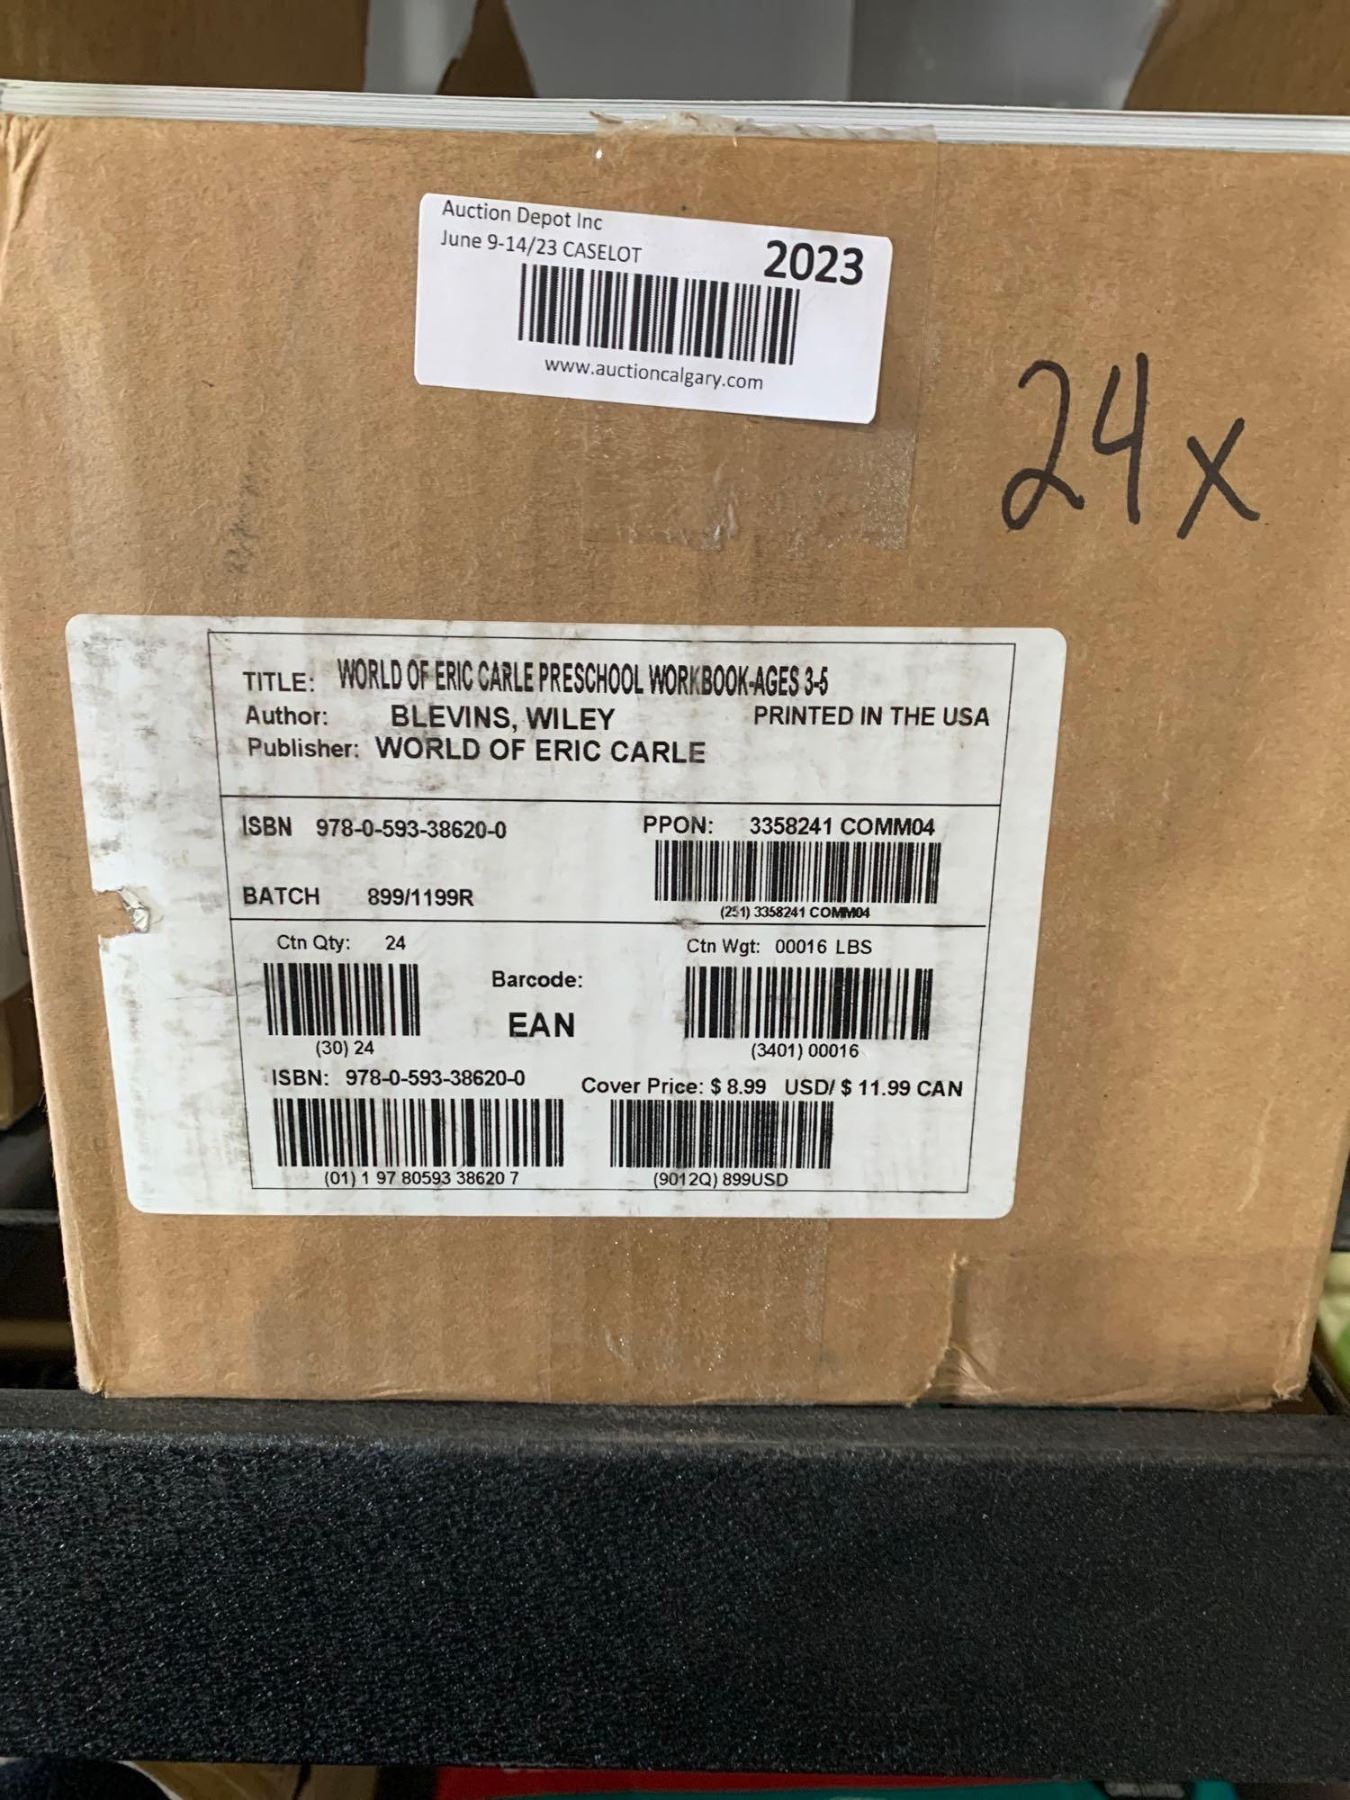 Auction Depot Inc
June 9-14/23 CASELOT
2023
www.auctioncalgary.com
24x
TITLE: WORLD OF ERIC CARLE PRESCHOOL WORKBOOK-AGES 3-5
Author: BLEVINS, WILEY PRINTED IN THE USA
Publisher: WORLD OF ERIC CARLE
ISBN 978-0-593-38620-0 PPON: 3358241 COMM04
BATCH 899/1199R
(251) 3358241 COMM04
Ctn Qty: 24 Ctn Wgt: 00016 LBS
Barcode:
EAN
(30) 24 (3401) 00016
ISBN: 978-0-593-38620-0 Cover Price: $ 8.99 USD/ $ 11.99 CAN
(01) 1 97 80593 38620 7 (9012Q) 899USD